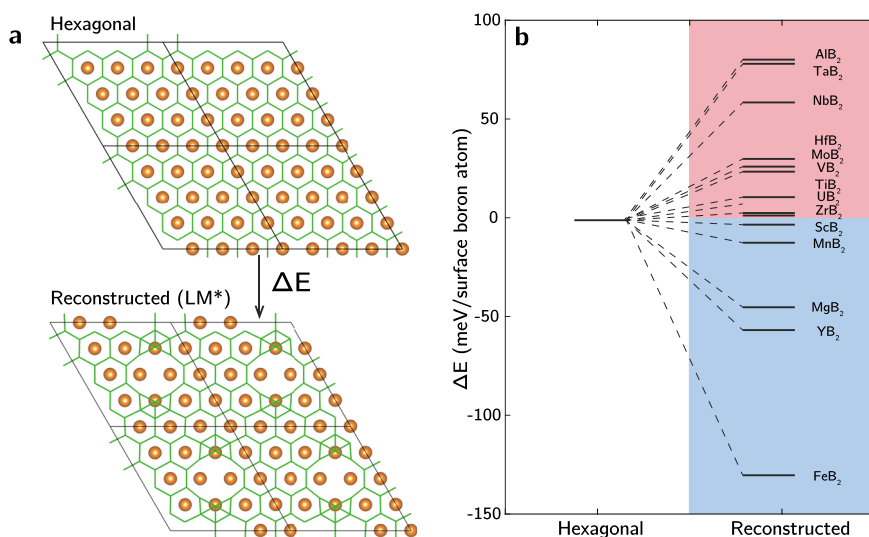 a
Hexagonal
ΔE
Reconstructed (LM*)
b
ΔE (meV/surface boron atom)
100
50
0
-50
-100
-150
AlB₂
TaB₂
NbB₂
HfB₂
MoB₂
VB₂
TiB₂
UB₂
ZrB₂
ScB₂
MnB₂
MgB₂
YB₂
FeB₂
Hexagonal
Reconstructed